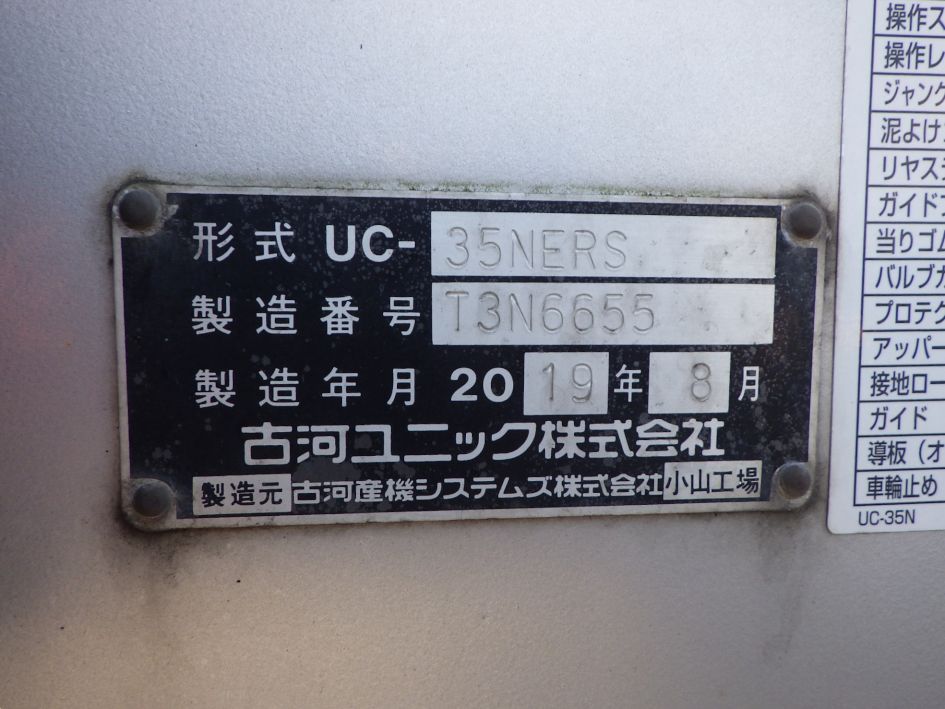 形式 UC-35NERS
製造番号 T3N6655
製造年月 2019年8月
古河ユニック株式会社
製造元 古河産機システムズ株式会社 小山工場
操作ス
操作レ
ジャンク
泥よけ
リヤス
ガイド・
当りゴム
バルブカ
プロテク
アッパー
接地ロー
ガイド
導板（オ
車輪止め
UC-35N